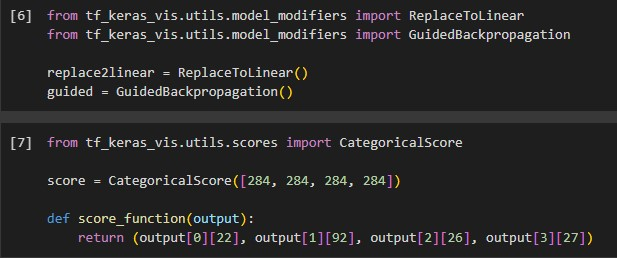 [6] from tf_keras_vis.utils.model_modifiers import ReplaceToLinear
from tf_keras_vis.utils.model_modifiers import GuidedBackpropagation
replace2linear = ReplaceToLinear()
guided = GuidedBackpropagation()
[7] from tf_keras_vis.utils.scores import CategoricalScore
score = CategoricalScore([284, 284, 284, 284])
def score_function(output):
    return (output[0][22], output[1][92], output[2][26], output[3][27])